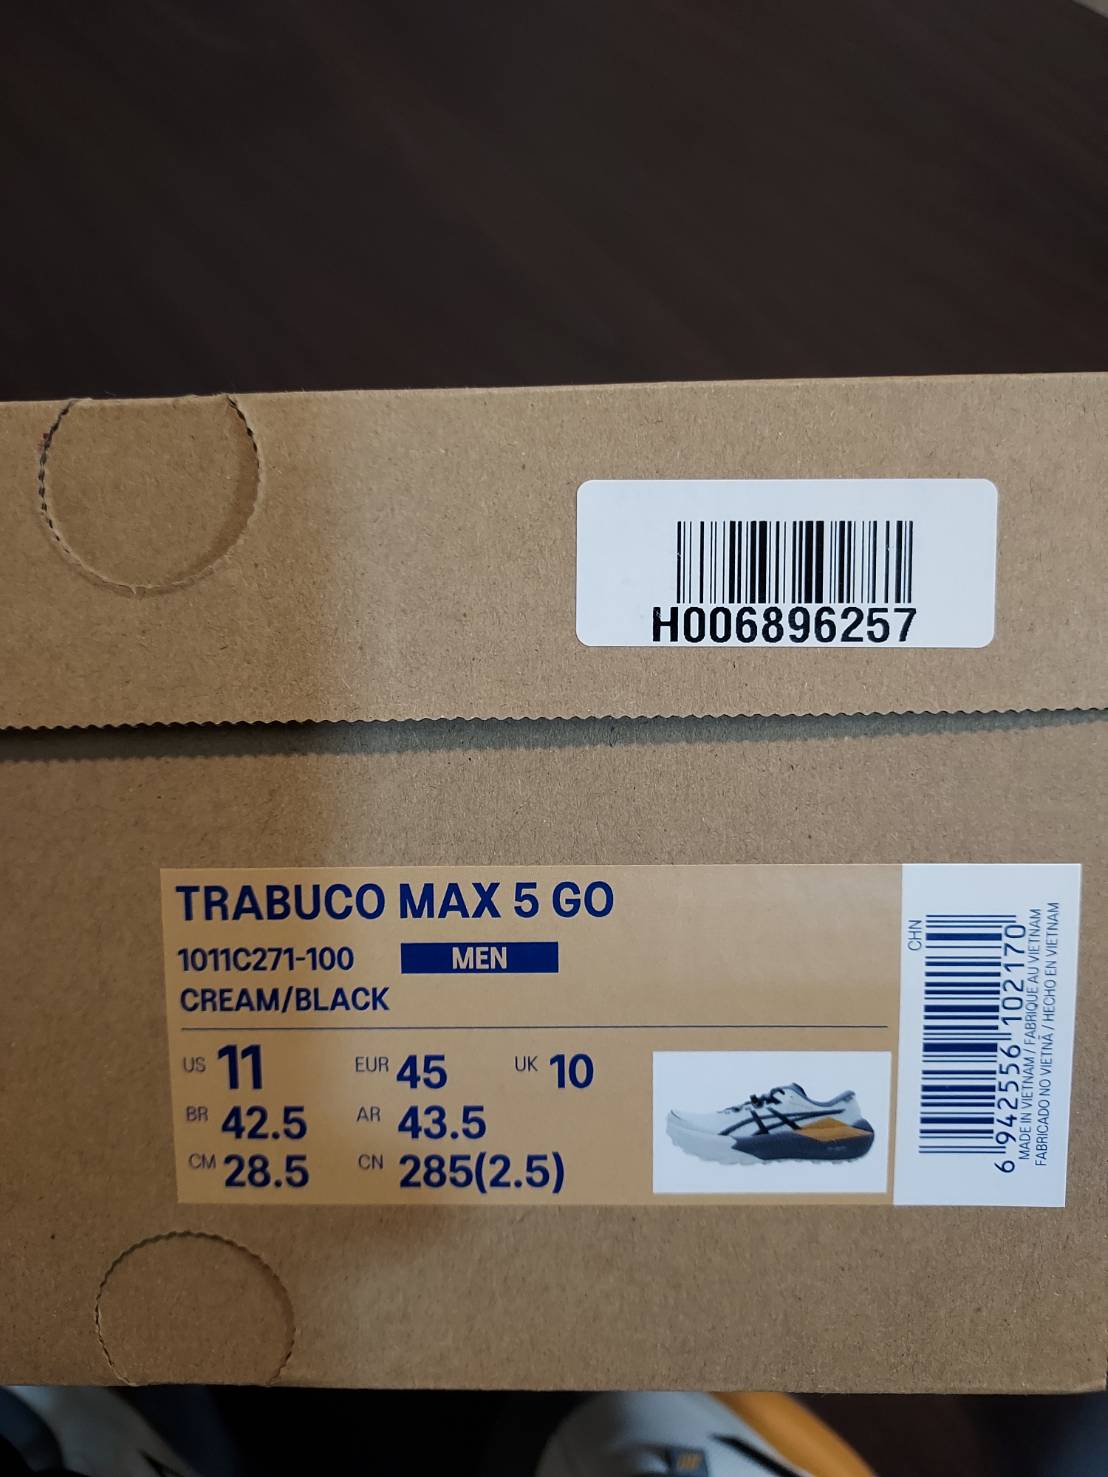 H006896257
TRABUCO MAX 5 GO
1011C271-100 MEN
CREAM/BLACK
US 11 EUR 45 UK 10
BR 42.5 AR 43.5
CM 28.5 CN 285(2.5)
CHN
6 942556 102170
MADE IN VIETNAM / FABRIQUE AU VIETNAM
FABRICADO NO VIETNÃ / HECHO EN VIETNAM